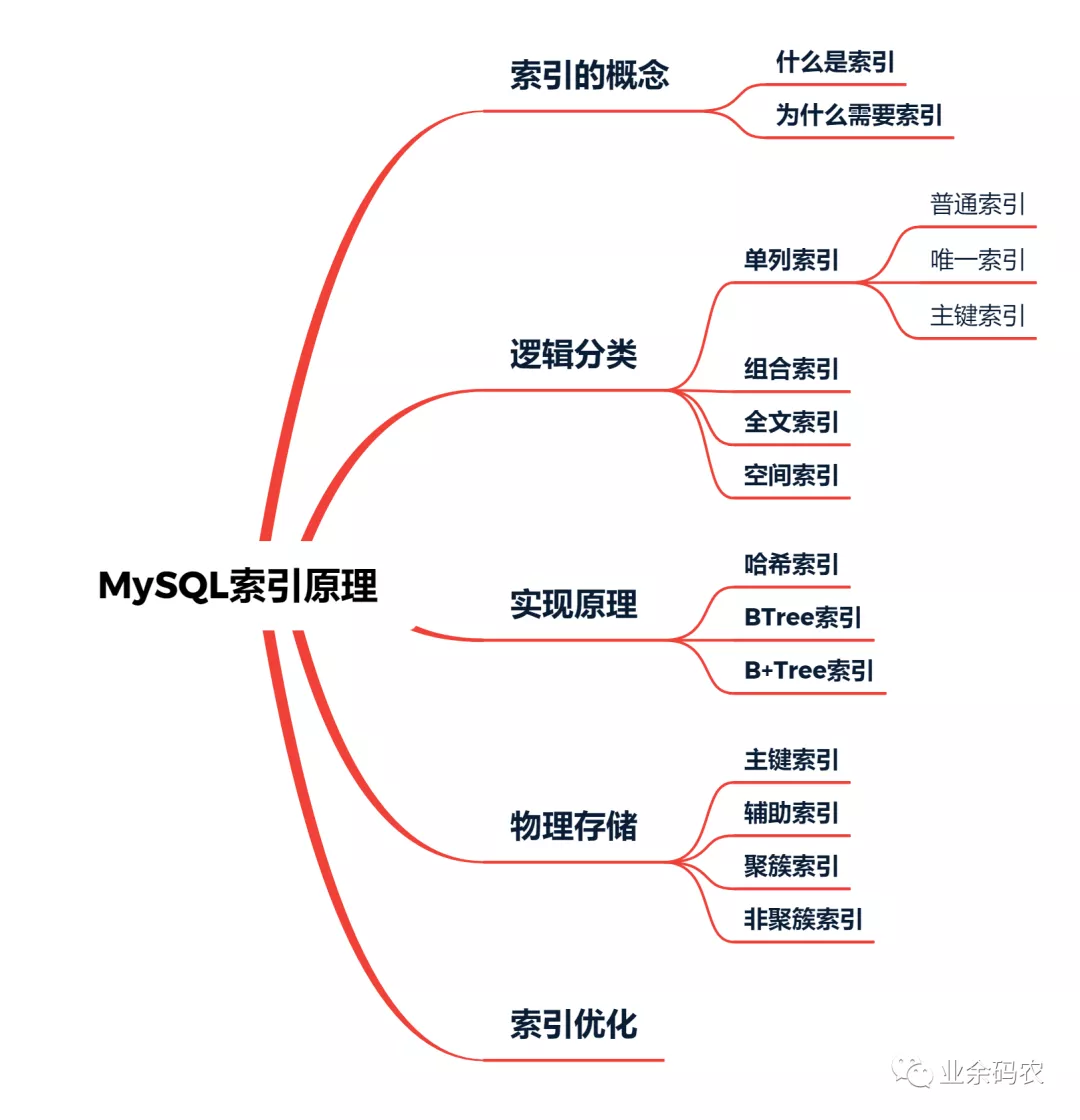 MySQL索引原理
索引的概念
什么是索引
为什么需要索引
逻辑分类
单列索引
普通索引
唯一索引
主键索引
组合索引
全文索引
空间索引
实现原理
哈希索引
BTree索引
B+Tree索引
物理存储
主键索引
辅助索引
聚簇索引
非聚簇索引
索引优化
业余码农